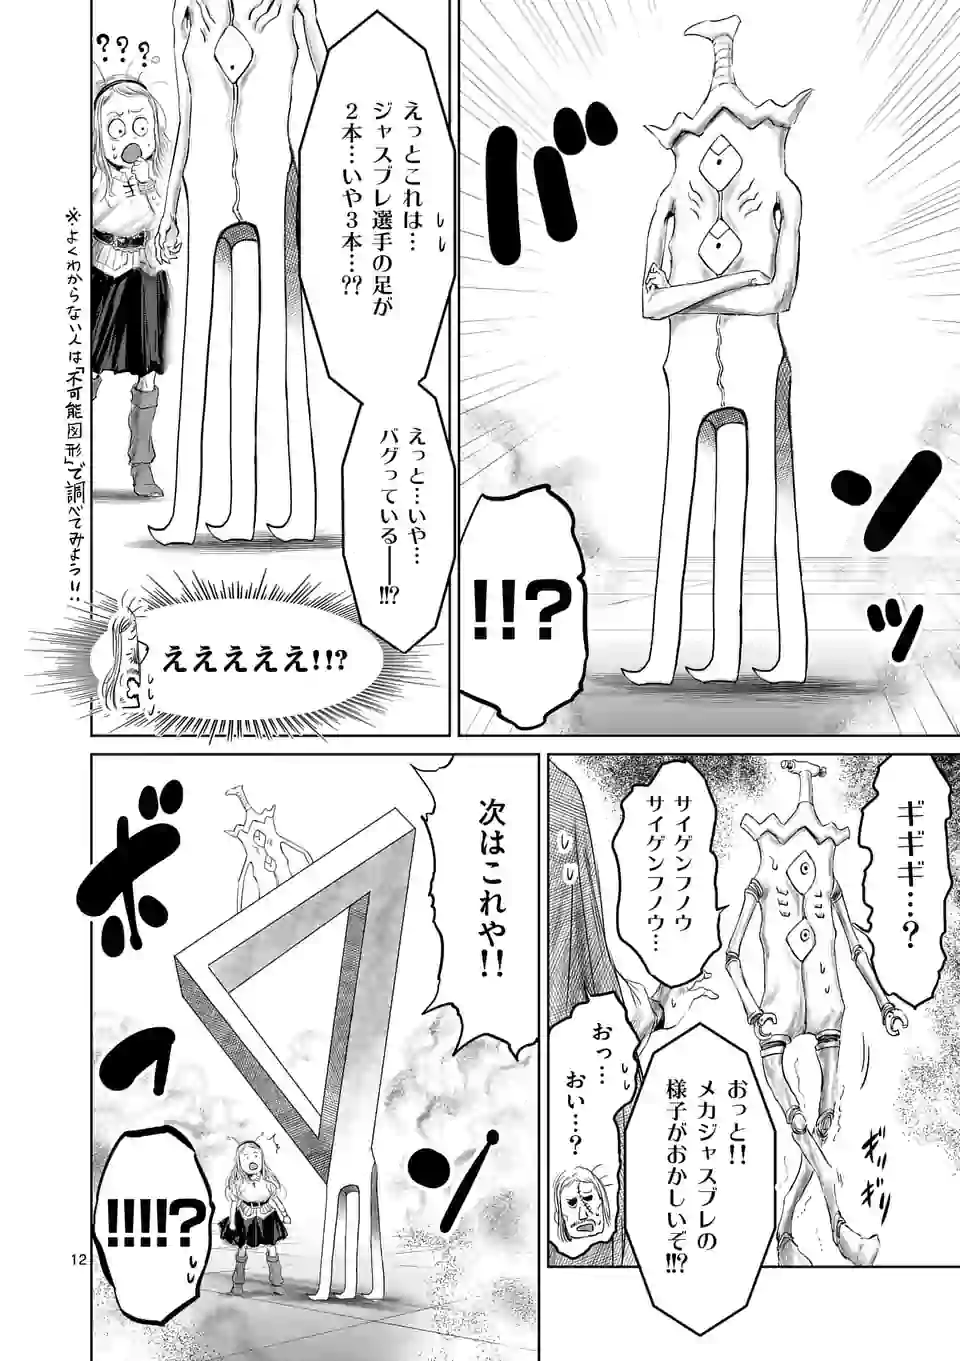 ドドンッ
!!!?
えっとこれは…
ジャスブレ選手の足が
2本…いや3本…??
えっと…いや…
バグっている——!!?
???
※よくわからない人は「不可能図形」で調べてみよう!!
えええええ!!!?
ギギギ…?
サイゲンフノウ
サイゲンフノウ…
おっ…
おい…?
おっと!!
メカジャスブレの
様子がおかしいぞ!!?
ギギ
次はこれや!!
ボ
!!!!!?
12